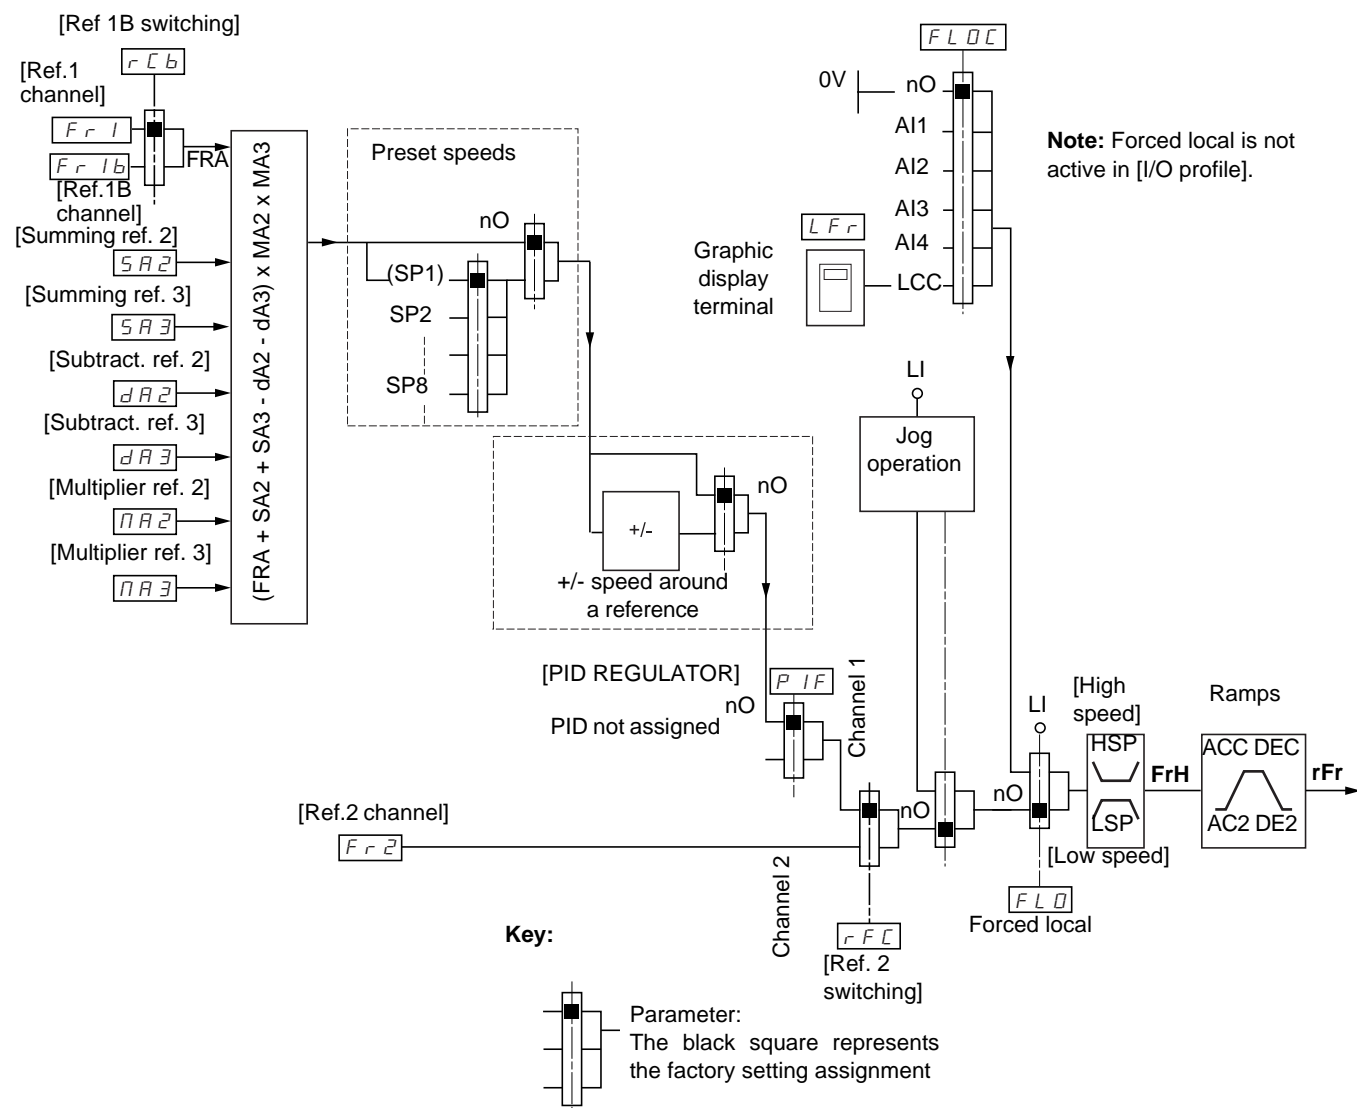 [Ref 1B switching]
rCb
[Ref.1
channel]
Fr1
Fr1b
FRA
[Ref.1B
channel]
[Summing ref. 2]
SA2
[Summing ref. 3]
SA3
[Subtract. ref. 2]
dA2
[Subtract. ref. 3]
dA3
[Multiplier ref. 2]
MA2
[Multiplier ref. 3]
MA3
(FRA + SA2 + SA3 - dA2 - dA3) x MA2 x MA3
Preset speeds
nO
(SP1)
SP2
SP8
+/-
nO
+/- speed around
a reference
FLOC
0V
nO
AI1
AI2
AI3
AI4
LCC
LFr
Graphic
display
terminal
Note: Forced local is not
active in [I/O profile].
LI
Jog
operation
[PID REGULATOR]
PIF
nO
PID not assigned
Channel 1
[Ref.2 channel]
Fr2
Channel 2
nO
rFC
[Ref. 2
switching]
nO
LI
FLO
Forced local
[High
speed]
HSP
LSP
[Low speed]
FrH
Ramps
ACC DEC
AC2 DE2
rFr
Key:
Parameter:
The black square represents
the factory setting assignment